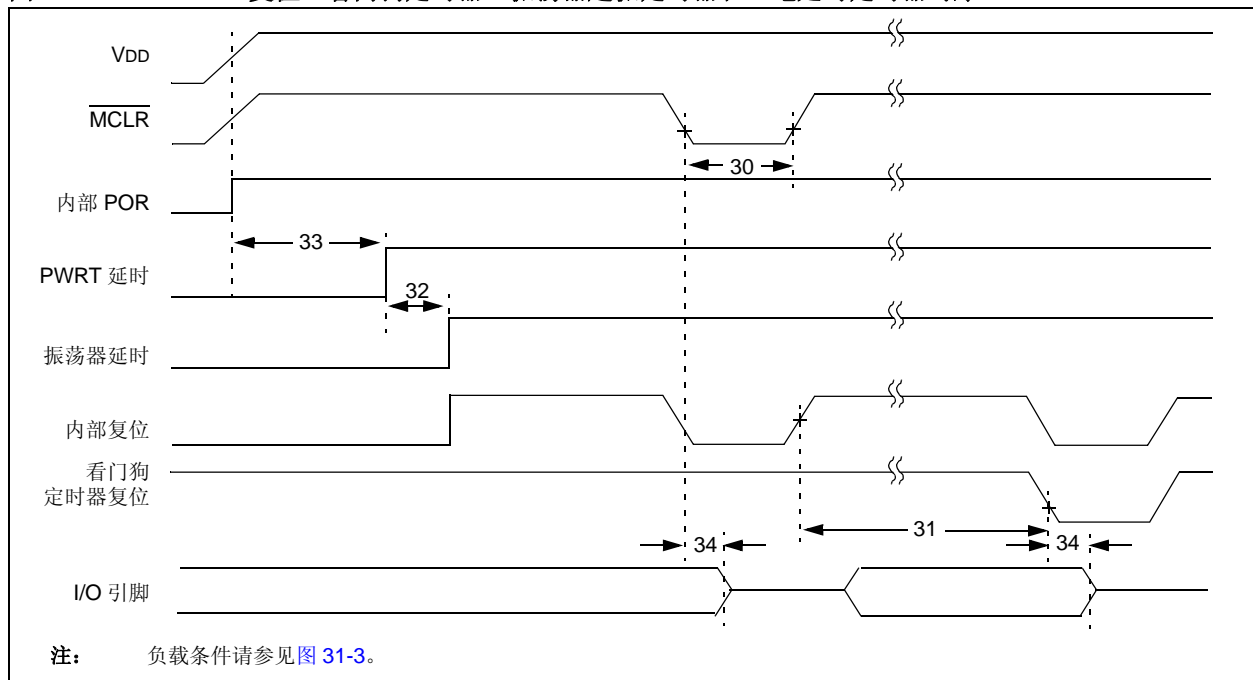 VDD
MCLR
30
内部 POR
33
PWRT 延时
32
振荡器延时
内部复位
看门狗
定时器复位
31
34
34
I/O 引脚
注： 负载条件请参见图 31-3。